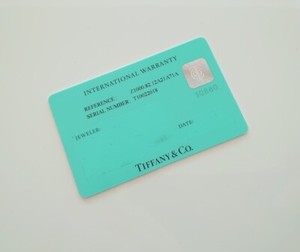 INTERNATIONAL WARRANTY
REFERENCE :
SERIAL NUMBER :
JEWELER:
DATE:
TIFFANY & CO.